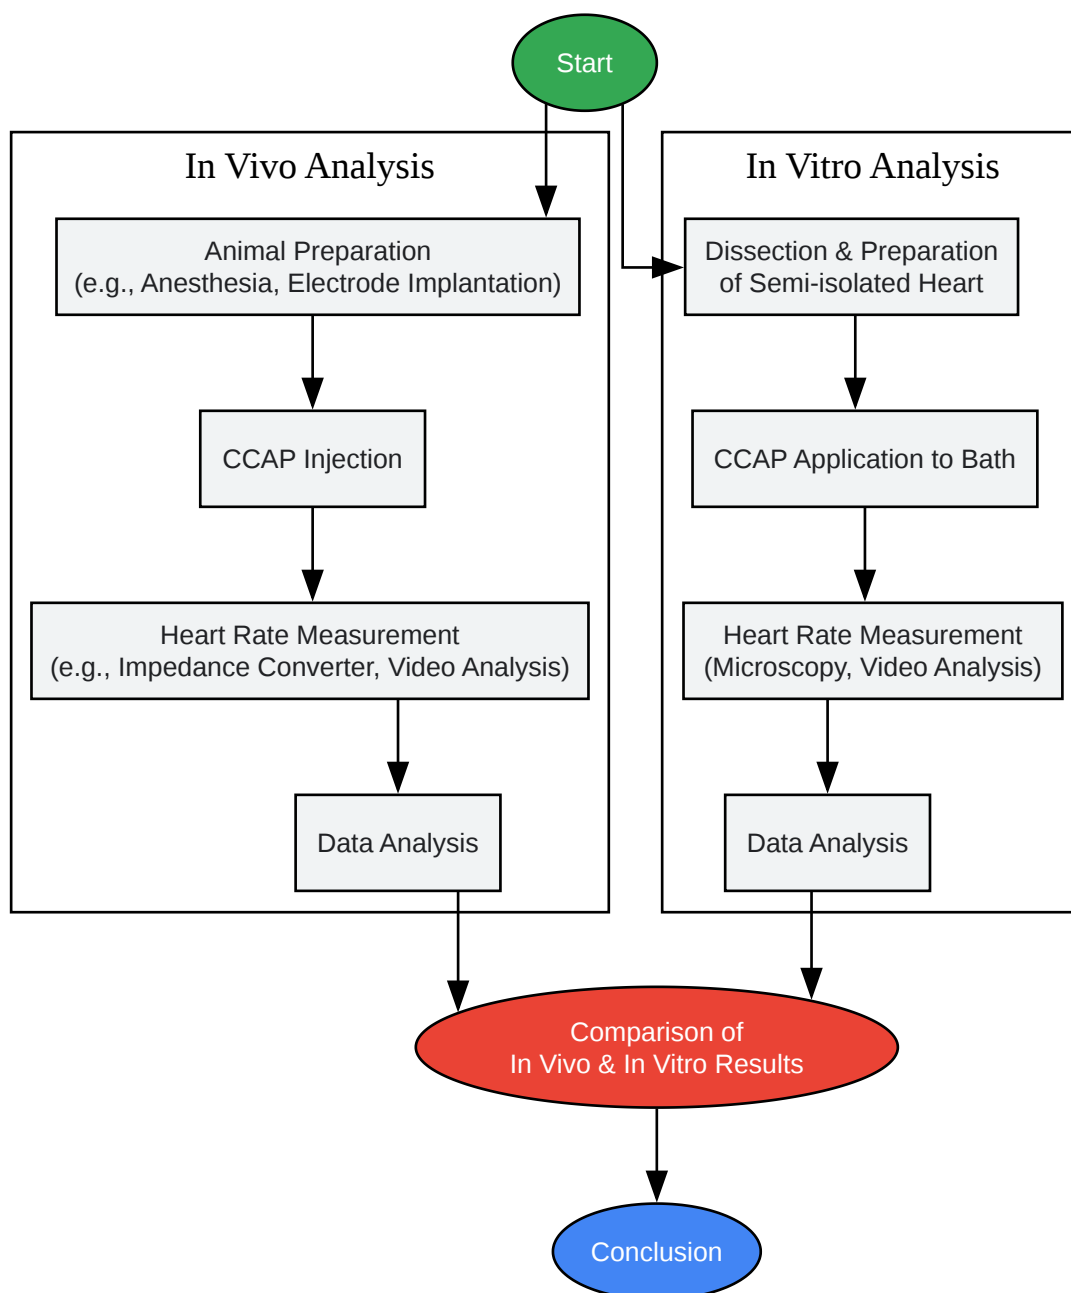 Start
In Vivo Analysis
Animal Preparation
(e.g., Anesthesia, Electrode Implantation)
CCAP Injection
Heart Rate Measurement
(e.g., Impedance Converter, Video Analysis)
Data Analysis
In Vitro Analysis
Dissection & Preparation
of Semi-isolated Heart
CCAP Application to Bath
Heart Rate Measurement
(Microscopy, Video Analysis)
Data Analysis
Comparison of
In Vivo & In Vitro Results
Conclusion